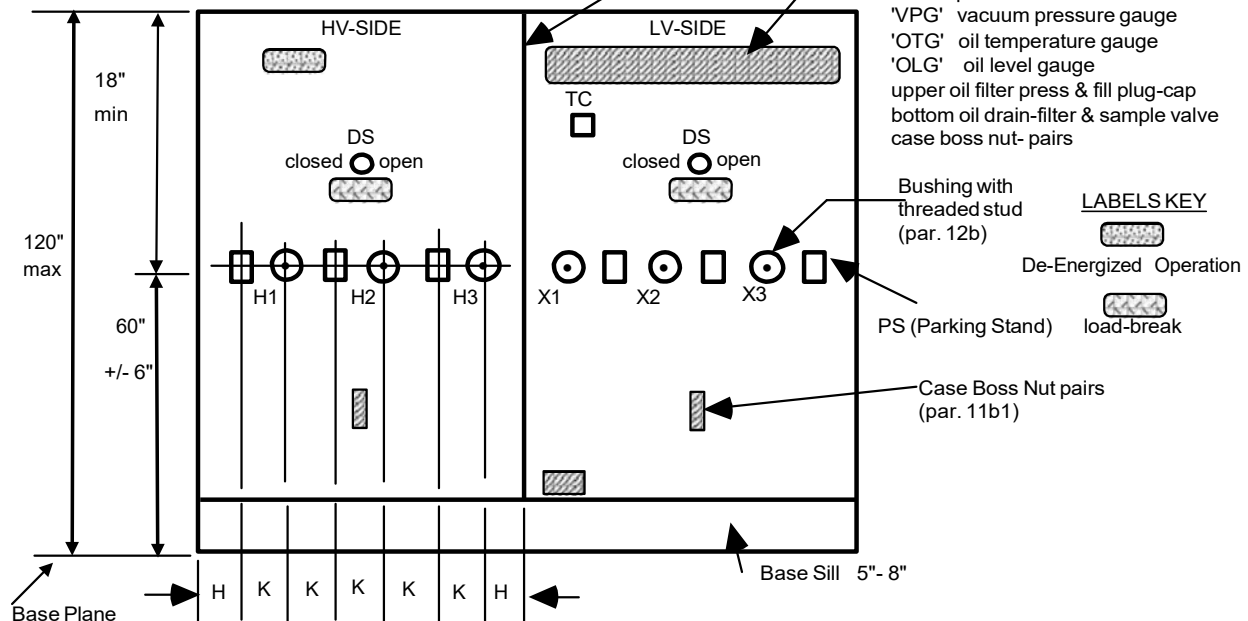 'VPG' vacuum pressure gauge
'OTG' oil temperature gauge
'OLG' oil level gauge
upper oil filter press & fill plug-cap
bottom oil drain-filter & sample valve
case boss nut- pairs
HV-SIDE
LV-SIDE
18"
min
TC
DS
closed open
DS
closed open
Bushing with
threaded stud
(par. 12b)
LABELS KEY
De-Energized Operation
load-break
120"
max
H1
H2
H3
X1
X2
X3
PS (Parking Stand)
60"
+/- 6"
Case Boss Nut pairs
(par. 11b1)
Base Sill 5"- 8"
H K K K K K H
Base Plane